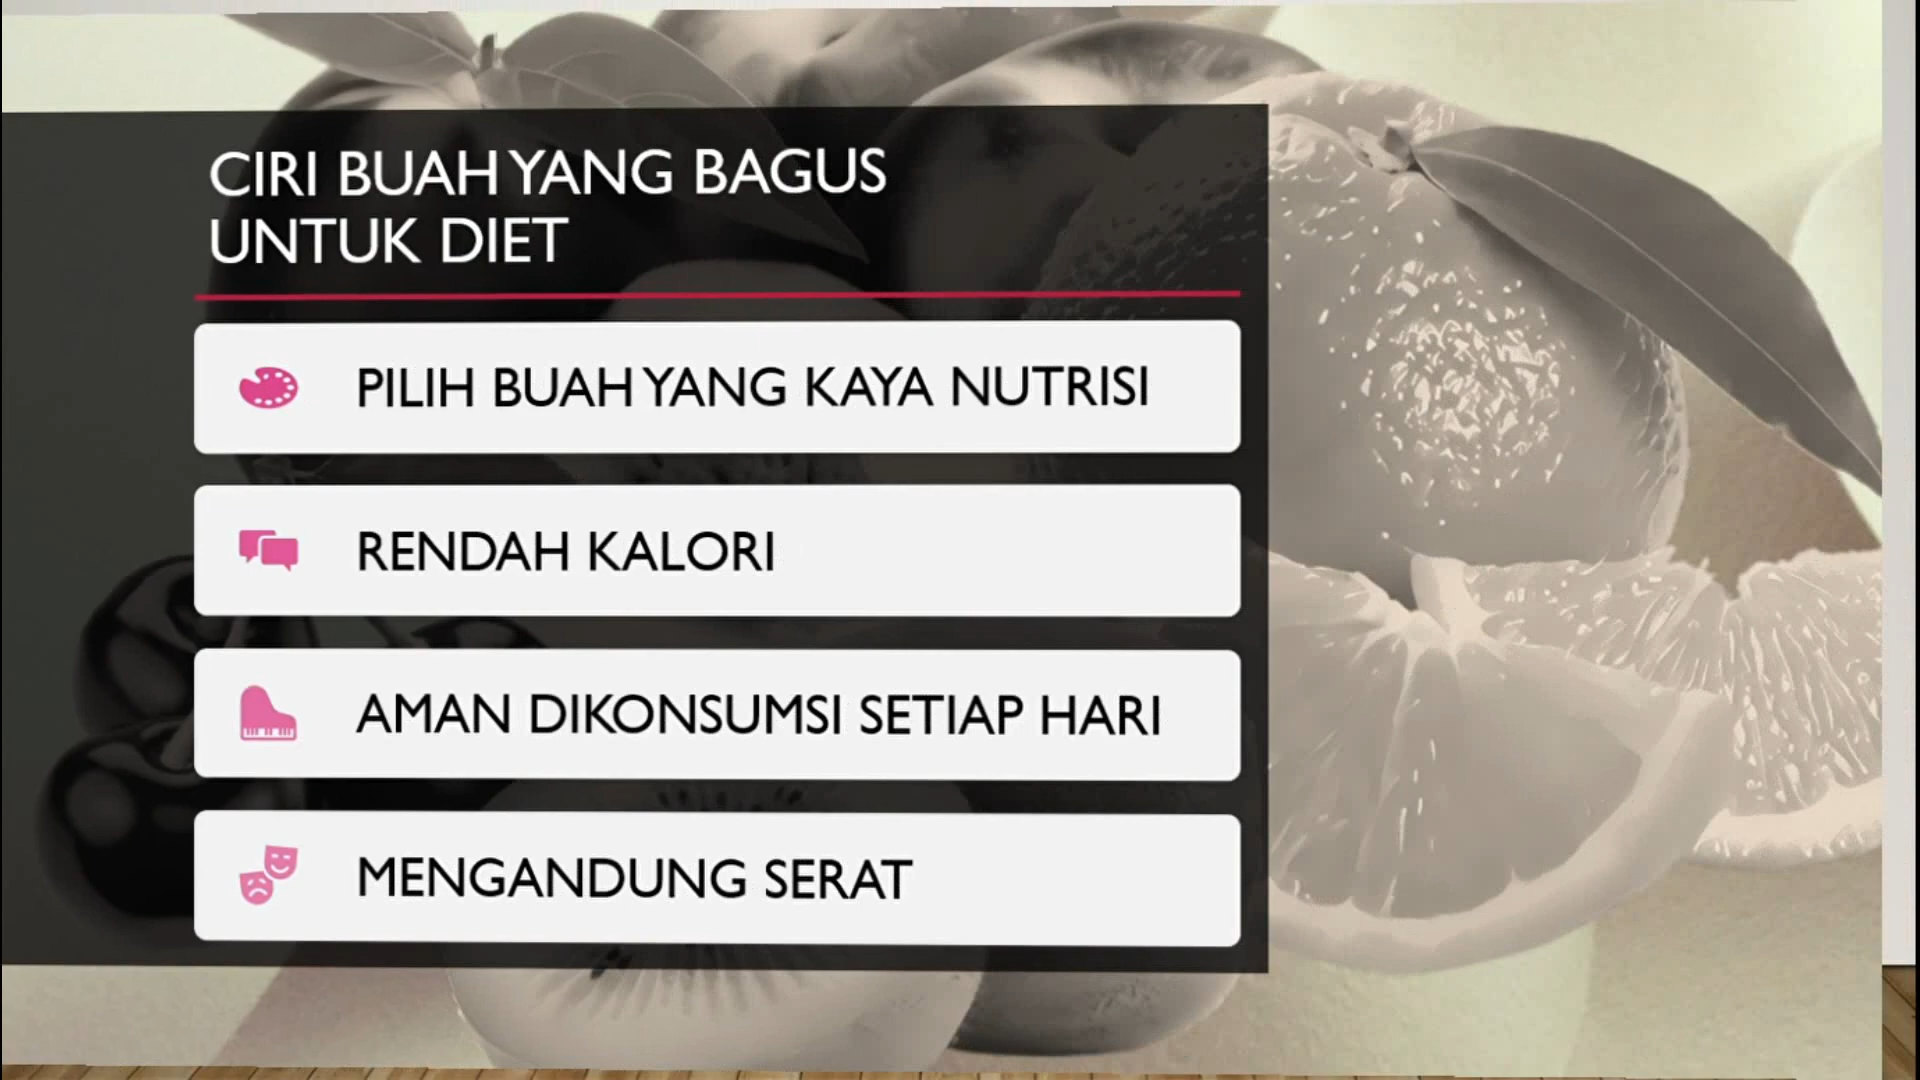 CIRI BUAH YANG BAGUS
UNTUK DIET
PILIH BUAH YANG KAYA NUTRISI
RENDAH KALORI
AMAN DIKONSUMSI SETIAP HARI
MENGANDUNG SERAT